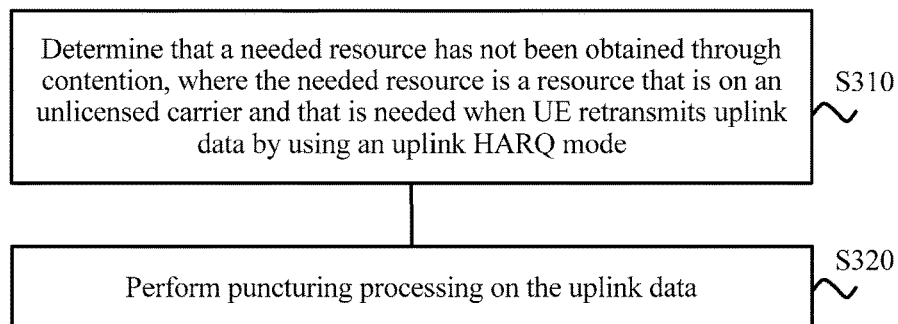 Determine that a needed resource has not been obtained through
contention, where the needed resource is a resource that is on an
unlicensed carrier and that is needed when UE retransmits uplink
data by using an uplink HARQ mode
S310
Perform puncturing processing on the uplink data
S320